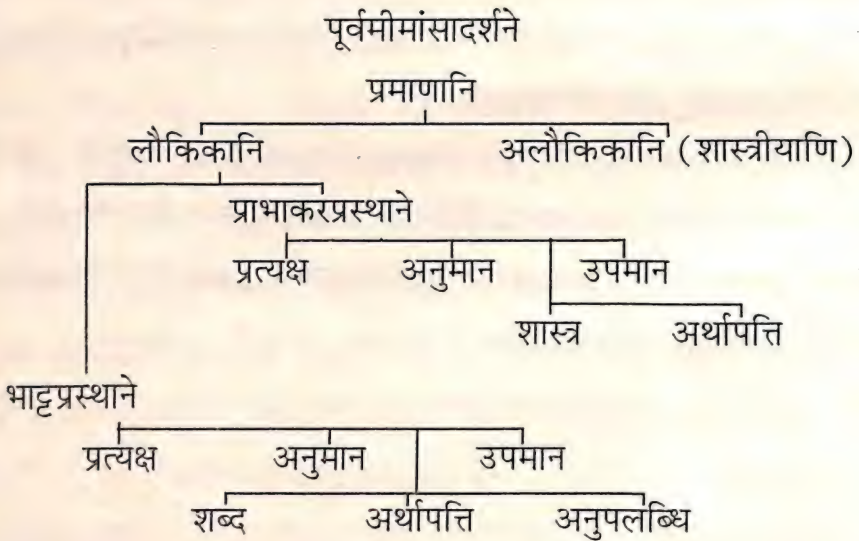 पूर्वमीमांसादर्शने
प्रमाणानि
लौकिकानि अलौकिकानि (शास्त्रीयाणि)
प्राभाकरप्रस्थाने
प्रत्यक्ष अनुमान उपमान
शास्त्र अर्थापत्ति
भाट्टप्रस्थाने
प्रत्यक्ष अनुमान उपमान
शब्द अर्थापत्ति अनुपलब्धि